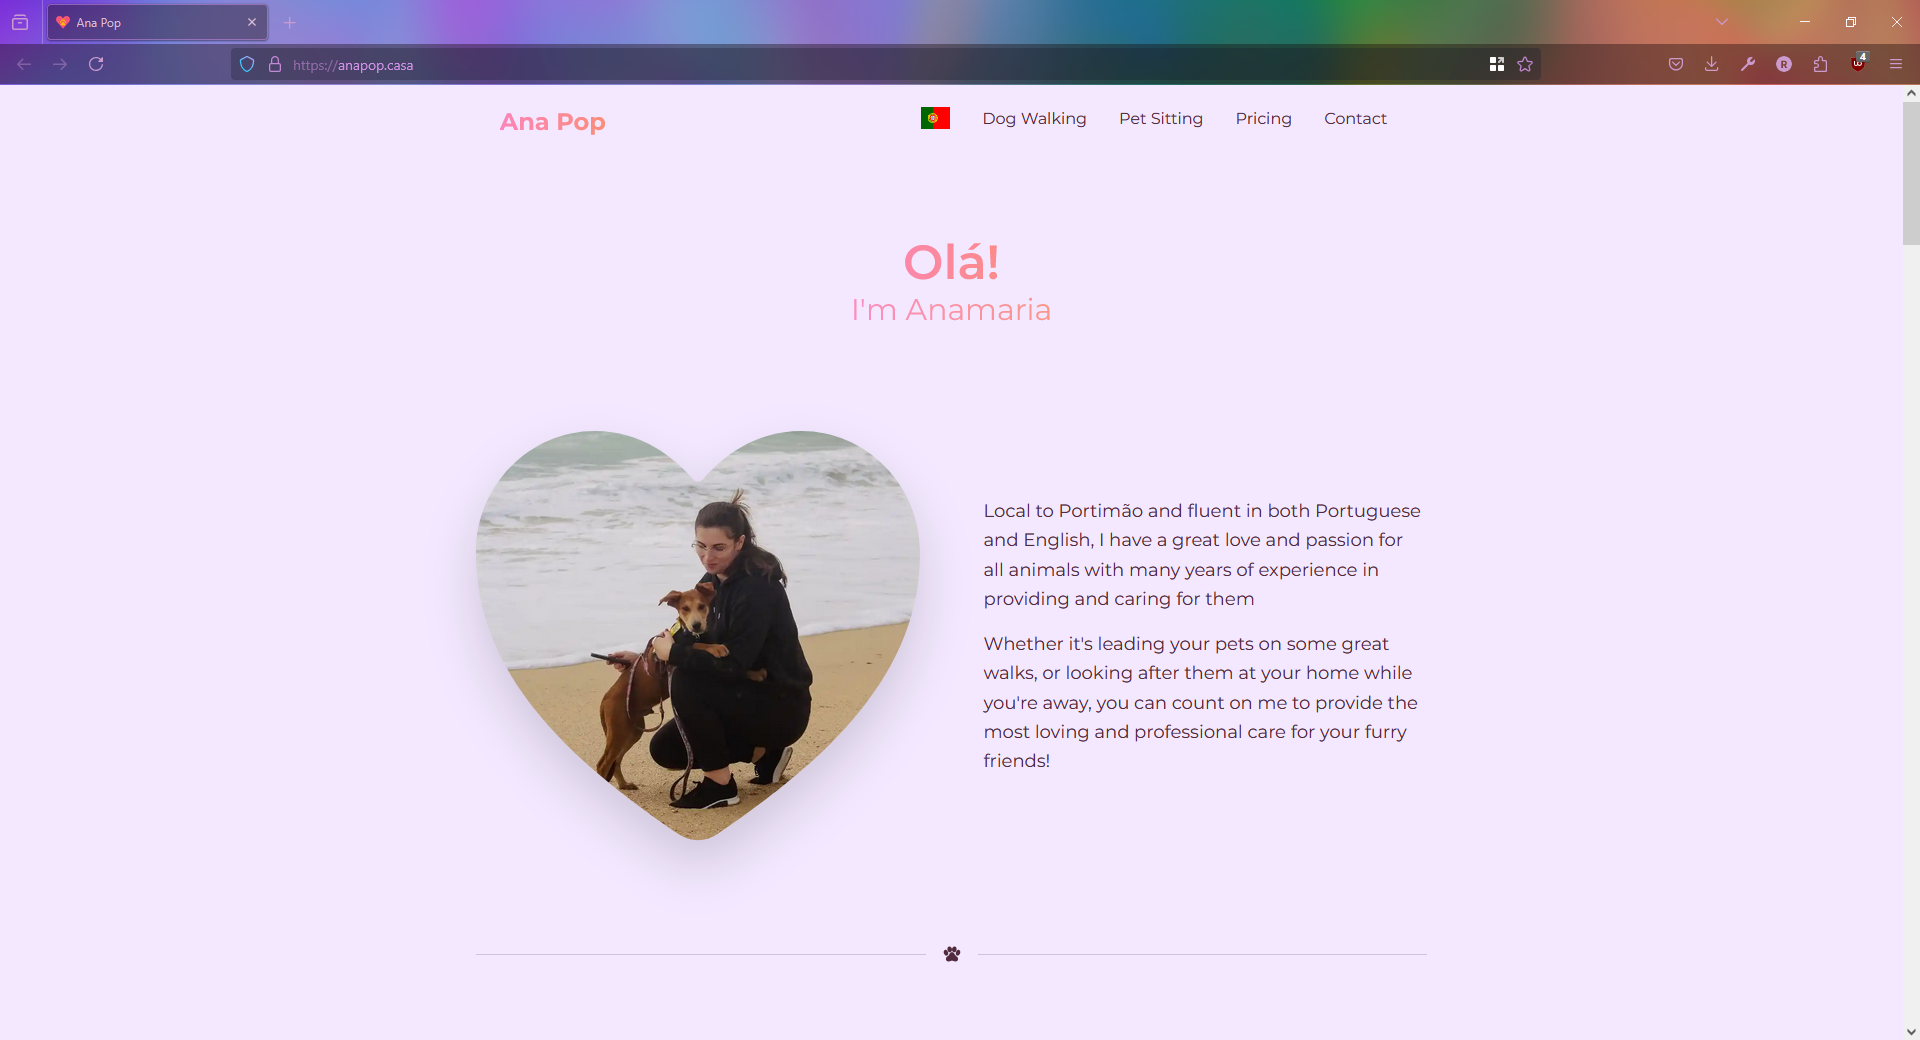 Ana Pop
https://anapop.casa
R
4
Ana Pop
Dog Walking
Pet Sitting
Pricing
Contact
Olá!
I'm Anamaria
Local to Portimão and fluent in both Portuguese
and English, I have a great love and passion for
all animals with many years of experience in
providing and caring for them
Whether it's leading your pets on some great
walks, or looking after them at your home while
you're away, you can count on me to provide the
most loving and professional care for your furry
friends!